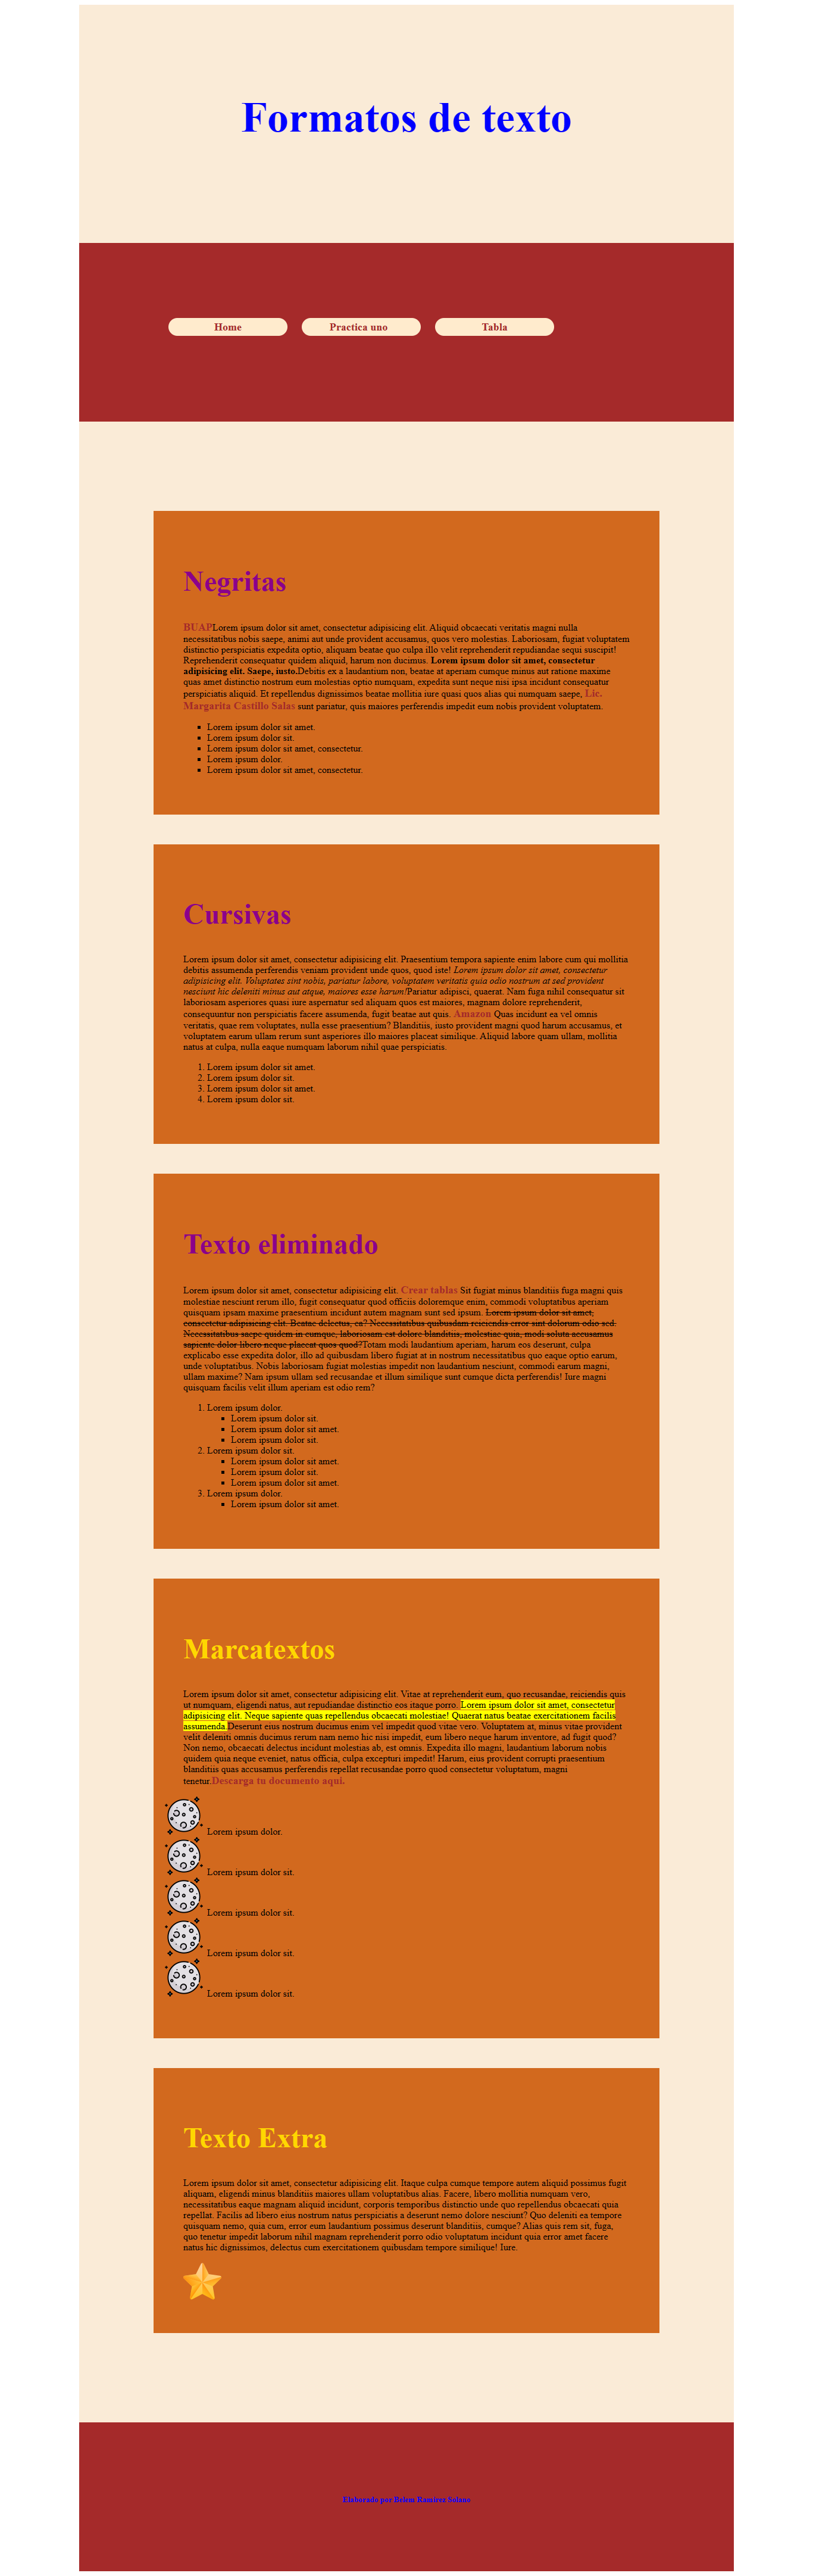 Formatos de texto
Home
Practica uno
Tabla
Negritas
BUAPLorem ipsum dolor sit amet, consectetur adipisicing elit. Aliquid obcaecati veritatis magni nulla
necessitatibus nobis saepe, animi aut unde provident accusamus, quos vero molestias. Laboriosam, fugiat voluptatem
distinctio perspiciatis expedita optio, aliquam beatae quo culpa illo velit reprehenderit repudiandae sequi suscipit!
Reprehenderit consequatur quidem aliquid, harum non ducimus. Lorem ipsum dolor sit amet, consectetur
adipisicing elit. Saepe, iusto.Debitis ex a laudantium non, beatae at aperiam cumque minus aut ratione maxime
quas amet distinctio nostrum eum molestias optio numquam, expedita sunt neque nisi ipsa incidunt consequatur
perspiciatis aliquid. Et repellendus dignissimos beatae mollitia iure quasi quos alias qui numquam saepe, Lic.
Margarita Castillo Salas sunt pariatur, quis maiores perferendis impedit eum nobis provident voluptatem.
Lorem ipsum dolor sit amet.
Lorem ipsum dolor sit.
Lorem ipsum dolor sit amet, consectetur.
Lorem ipsum dolor.
Lorem ipsum dolor sit amet, consectetur.
Cursivas
Lorem ipsum dolor sit amet, consectetur adipisicing elit. Praesentium tempora sapiente enim labore cum qui mollitia
debitis assumenda perferendis veniam provident unde quos, quod iste! Lorem ipsum dolor sit amet, consectetur
adipisicing elit. Voluptates sint nobis, pariatur labore, voluptatem veritatis quia odio nostrum at sed provident
nesciunt hic deleniti minus aut atque, maiores esse harum!Pariatur adipisci, quaerat. Nam fuga nihil consequatur sit
laboriosam asperiores quasi iure aspernatur sed aliquam quos est maiores, magnam dolore reprehenderit,
consequuntur non perspiciatis facere assumenda, fugit beatae aut quis. Amazon Quas incidunt ea vel omnis
veritatis, quae rem voluptates, nulla esse praesentium? Blanditiis, iusto provident magni quod harum accusamus, et
voluptatem earum ullam rerum sunt asperiores illo maiores placeat similique. Aliquid labore quam ullam, mollitia
natus at culpa, nulla eaque numquam laborum nihil quae perspiciatis.
1. Lorem ipsum dolor sit amet.
2. Lorem ipsum dolor sit.
3. Lorem ipsum dolor sit amet.
4. Lorem ipsum dolor sit.
Texto eliminado
Lorem ipsum dolor sit amet, consectetur adipisicing elit. Crear tablas Sit fugiat minus blanditiis fuga magni quis
molestiae nesciunt rerum illo, fugit consequatur quod officiis doloremque enim, commodi voluptatibus aperiam
quisquam ipsam maxime praesentium incidunt autem magnam sunt sed ipsum. Lorem ipsum dolor sit amet,
consectetur adipisicing elit. Beatae delectus, ea? Necessitatibus quibusdam reiciendis error sint dolorum odio sed.
Necessitatibus saepe quidem in cumque, laboriosam est dolore blanditiis, molestiae quia, modi soluta accusamus
sapiente dolor libero neque placeat quos quod?Totam modi laudantium aperiam, harum eos deserunt, culpa
explicabo esse expedita dolor, illo ad quibusdam libero fugiat at in nostrum necessitatibus quo eaque optio earum,
unde voluptatibus. Nobis laboriosam fugiat molestias impedit non laudantium nesciunt, commodi earum magni,
ullam maxime? Nam ipsum ullam sed recusandae et illum similique sunt cumque dicta perferendis! Iure magni
quisquam facilis velit illum aperiam est odio rem?
1. Lorem ipsum dolor.
Lorem ipsum dolor sit.
Lorem ipsum dolor sit amet.
Lorem ipsum dolor sit.
2. Lorem ipsum dolor sit.
Lorem ipsum dolor sit amet.
Lorem ipsum dolor sit.
Lorem ipsum dolor sit amet.
3. Lorem ipsum dolor.
Lorem ipsum dolor sit amet.
Marcatextos
Lorem ipsum dolor sit amet, consectetur adipisicing elit. Vitae at reprehenderit eum, quo recusandae, reiciendis quis
ut numquam, eligendi natus, aut repudiandae distinctio eos itaque porro. Lorem ipsum dolor sit amet, consectetur
adipisicing elit. Neque sapiente quas repellendus obcaecati molestiae! Quaerat natus beatae exercitationem facilis
assumenda.Deserunt eius nostrum ducimus enim vel impedit quod vitae vero. Voluptatem at, minus vitae provident
velit deleniti omnis ducimus rerum nam nemo hic nisi impedit, eum libero neque harum inventore, ad fugit quod?
Non nemo, obcaecati delectus incidunt molestias ab, est omnis. Expedita illo magni, laudantium laborum nobis
quidem quia neque eveniet, natus officia, culpa excepturi impedit! Harum, eius provident corrupti praesentium
blanditiis quas accusamus perferendis repellat recusandae porro quod consectetur voluptatum, magni
tenetur.Descarga tu documento aqui.
Lorem ipsum dolor.
Lorem ipsum dolor sit.
Lorem ipsum dolor sit.
Lorem ipsum dolor sit.
Lorem ipsum dolor sit.
Texto Extra
Lorem ipsum dolor sit amet, consectetur adipisicing elit. Itaque culpa cumque tempore autem aliquid possimus fugit
aliquam, eligendi minus blanditiis maiores ullam voluptatibus alias. Facere, libero mollitia numquam vero,
necessitatibus eaque magnam aliquid incidunt, corporis temporibus distinctio unde quo repellendus obcaecati quia
repellat. Facilis ad libero eius nostrum natus perspiciatis a deserunt nemo dolore nesciunt? Quo deleniti ea tempore
quisquam nemo, quia cum, error eum laudantium possimus deserunt blanditiis, cumque? Alias quis rem sit, fuga,
quo tenetur impedit laborum nihil magnam reprehenderit porro odio voluptatum incidunt quia error amet facere
natus hic dignissimos, delectus cum exercitationem quibusdam tempore similique! Iure.
Elaborado por Belem Ramirez Solano